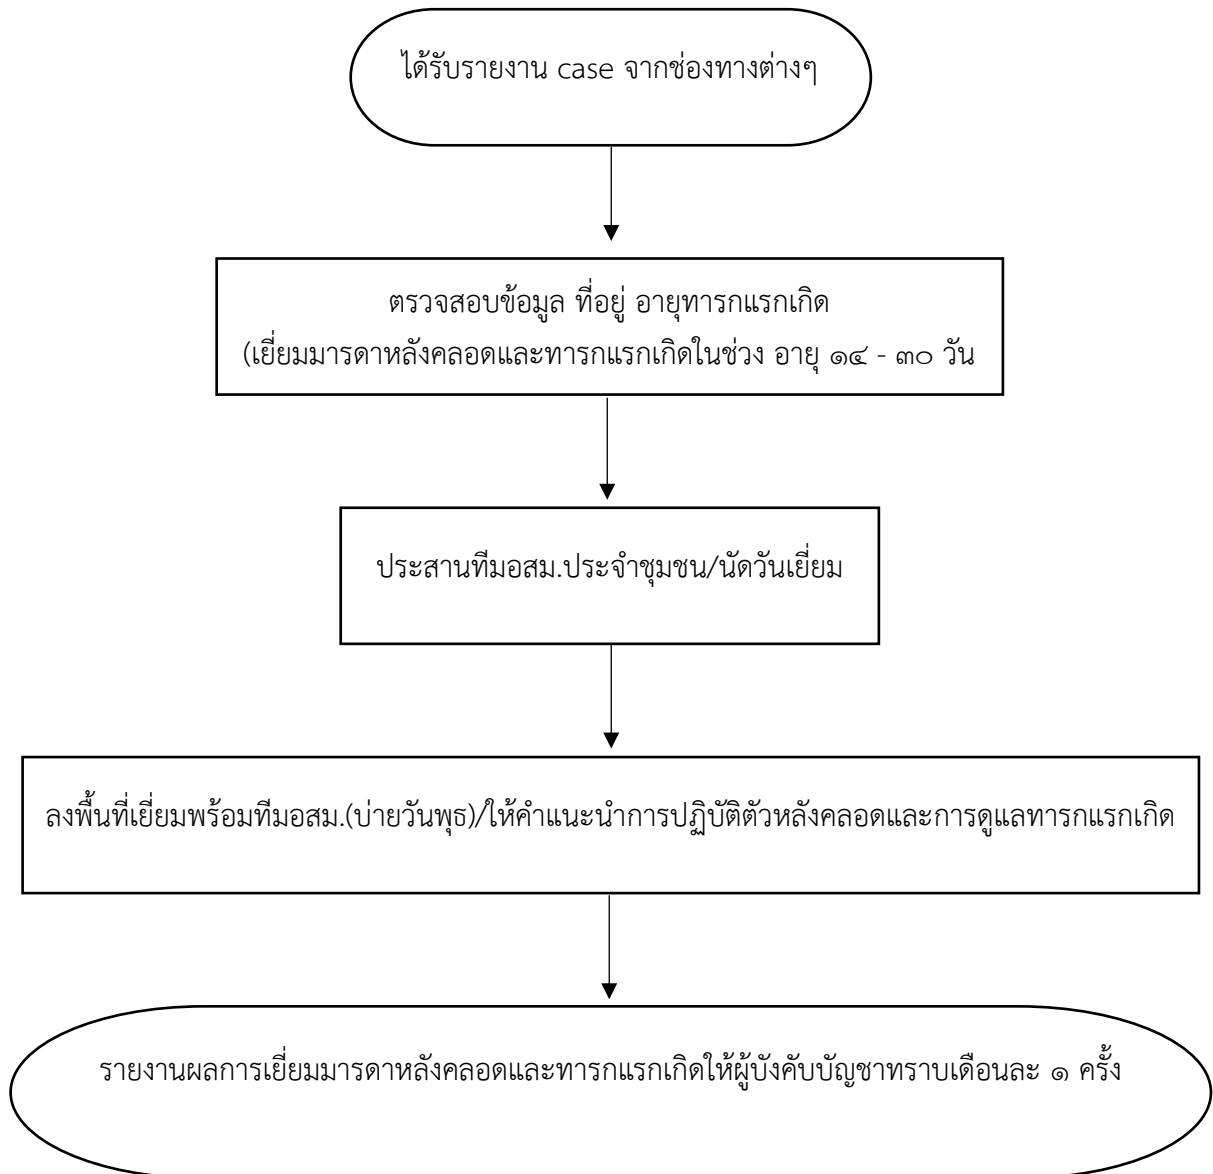 ได้รับรายงาน case จากช่องทางต่างๆ
ตรวจสอบข้อมูล ที่อยู่ อายุทารกแรกเกิด
(เยี่ยมมารดาหลังคลอดและทารกแรกเกิดในช่วง อายุ ๑๔ - ๓๐ วัน
ประสานทีมอสม.ประจำชุมชน/นัดวันเยี่ยม
ลงพื้นที่เยี่ยมพร้อมทีมอสม.(บ่ายวันพุธ)/ให้คำแนะนำการปฏิบัติตัวหลังคลอดและการดูแลทารกแรกเกิด
รายงานผลการเยี่ยมมารดาหลังคลอดและทารกแรกเกิดให้ผู้บังคับบัญชาทราบเดือนละ ๑ ครั้ง